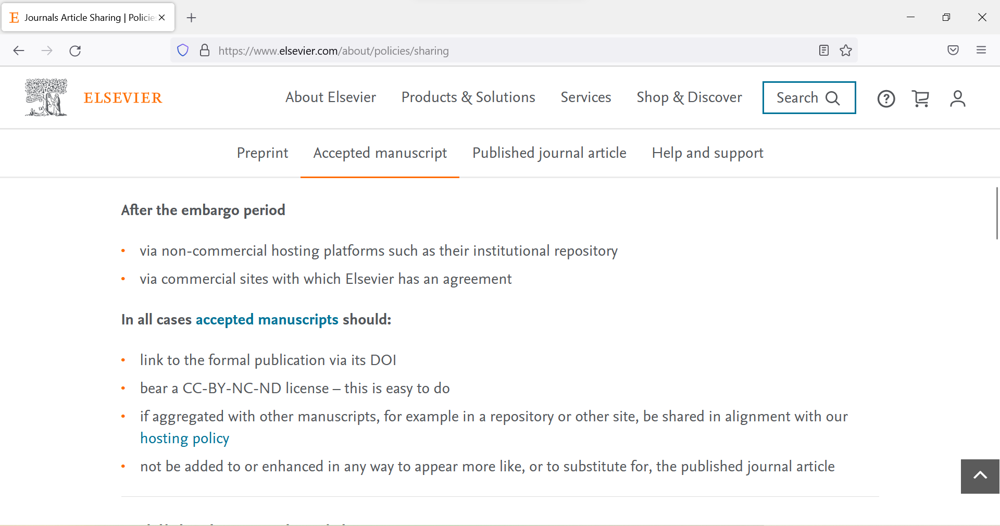 Journals Article Sharing | Policie
https://www.elsevier.com/about/policies/sharing
ELSEVIER
About Elsevier
Products & Solutions
Services
Shop & Discover
Search
Preprint
Accepted manuscript
Published journal article
Help and support
After the embargo period
via non-commercial hosting platforms such as their institutional repository
via commercial sites with which Elsevier has an agreement
In all cases accepted manuscripts should:
link to the formal publication via its DOI
bear a CC-BY-NC-ND license – this is easy to do
if aggregated with other manuscripts, for example in a repository or other site, be shared in alignment with our
hosting policy
not be added to or enhanced in any way to appear more like, or to substitute for, the published journal article